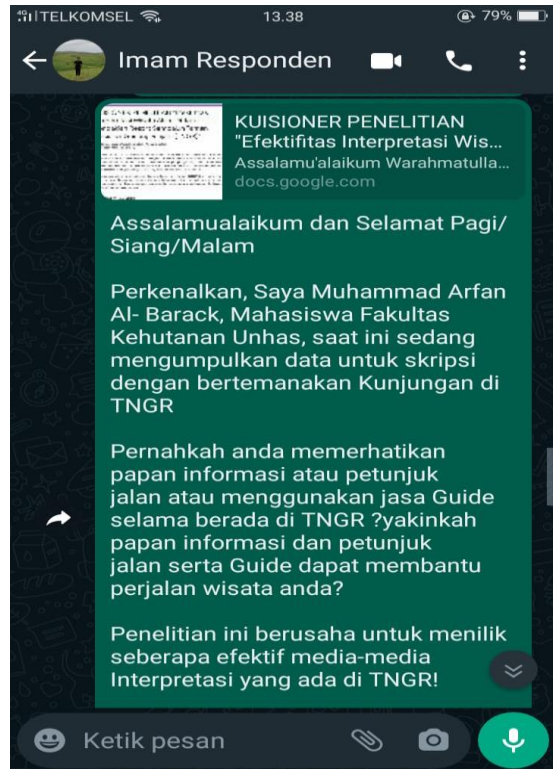 4G TELKOMSEL 13.38 79%
Imam Responden
KUISIONER PENELITIAN
"Efektifitas Interpretasi Wis...
Assalamu'alaikum Warahmatulla...
docs.google.com
Assalamualaikum dan Selamat Pagi/
Siang/Malam
Perkenalkan, Saya Muhammad Arfan
Al- Barack, Mahasiswa Fakultas
Kehutanan Unhas, saat ini sedang
mengumpulkan data untuk skripsi
dengan bertemanakan Kunjungan di
TNGR
Pernahkah anda memerhatikan
papan informasi atau petunjuk
jalan atau menggunakan jasa Guide
selama berada di TNGR ?yakinkah
papan informasi dan petunjuk
jalan serta Guide dapat membantu
perjalan wisata anda?
Penelitian ini berusaha untuk menilik
seberapa efektif media-media
Interpretasi yang ada di TNGR!
Ketik pesan